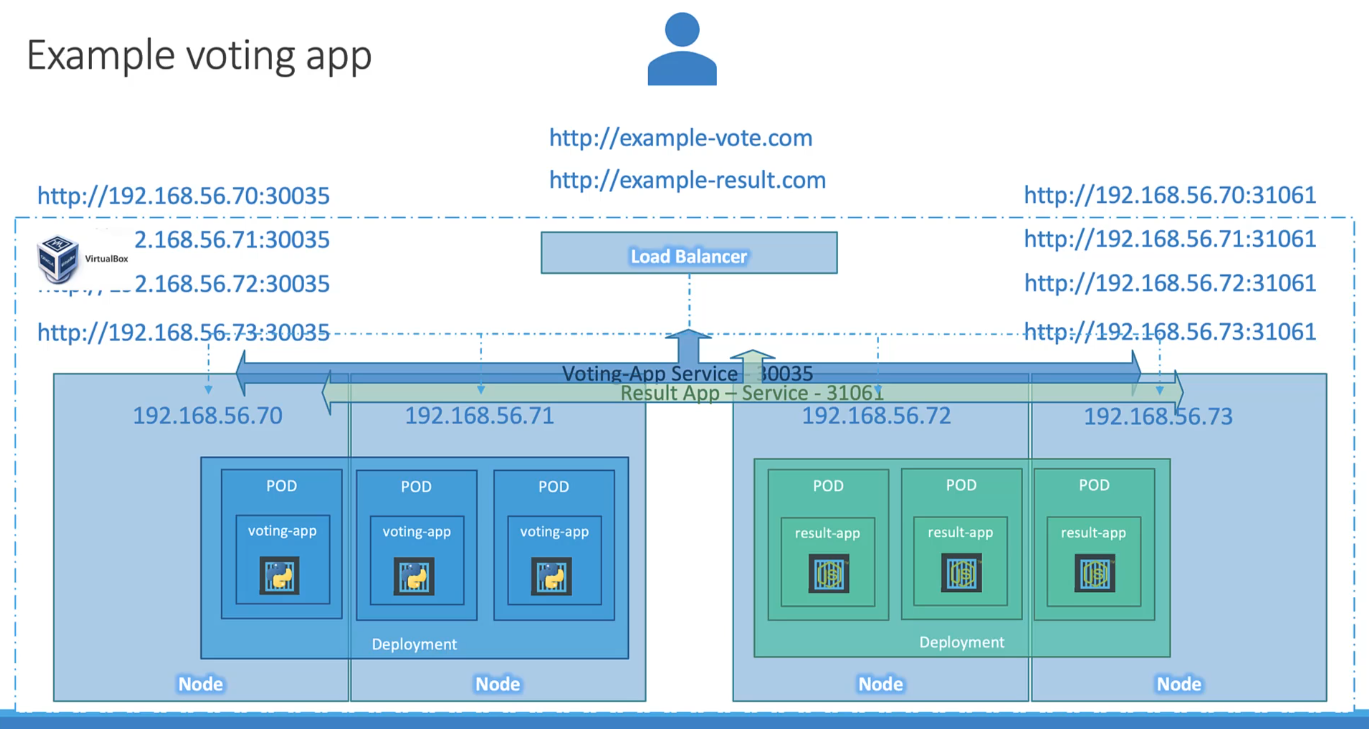 Example voting app
http://example-vote.com
http://example-result.com
http://192.168.56.70:30035
2.168.56.71:30035
2.168.56.72:30035
http://192.168.56.73:30035
VirtualBox
Load Balancer
http://192.168.56.70:31061
http://192.168.56.71:31061
http://192.168.56.72:31061
http://192.168.56.73:31061
Voting-App Service - 30035
Result App – Service - 31061
192.168.56.70
192.168.56.71
192.168.56.72
192.168.56.73
POD
voting-app
POD
voting-app
POD
voting-app
Deployment
POD
result-app
POD
result-app
POD
result-app
Deployment
Node
Node
Node
Node